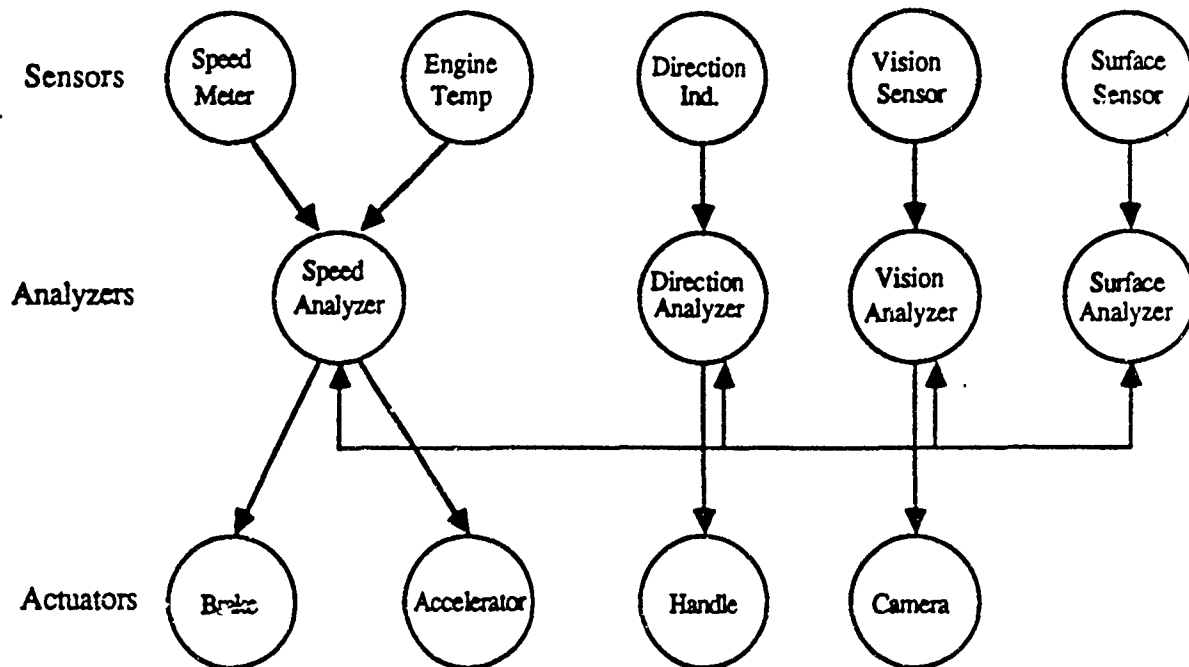 Sensors
Speed
Meter
Engine
Temp
Direction
Ind.
Vision
Sensor
Surface
Sensor
Analyzers
Speed
Analyzer
Direction
Analyzer
Vision
Analyzer
Surface
Analyzer
Actuators
Brake
Accelerator
Handle
Camera